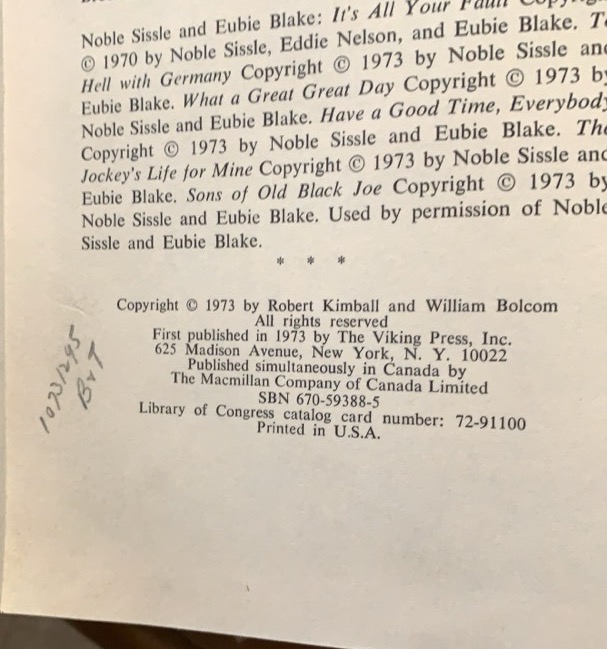 Noble Sissle and Eubie Blake: It's All Your Fault
© 1970 by Noble Sissle, Eddie Nelson, and Eubie Blake.
Hell with Germany Copyright © 1973 by Noble Sissle and
Eubie Blake. What a Great Great Day Copyright © 1973 by
Noble Sissle and Eubie Blake. Have a Good Time, Everybody
Copyright © 1973 by Noble Sissle and Eubie Blake. The
Jockey's Life for Mine Copyright © 1973 by Noble Sissle and
Eubie Blake. Sons of Old Black Joe Copyright © 1973 by
Noble Sissle and Eubie Blake. Used by permission of Noble
Sissle and Eubie Blake.
* * *
Copyright © 1973 by Robert Kimball and William Bolcom
All rights reserved
First published in 1973 by The Viking Press, Inc.
625 Madison Avenue, New York, N. Y. 10022
Published simultaneously in Canada by
The Macmillan Company of Canada Limited
SBN 670-59388-5
Library of Congress catalog card number: 72-91100
Printed in U.S.A.